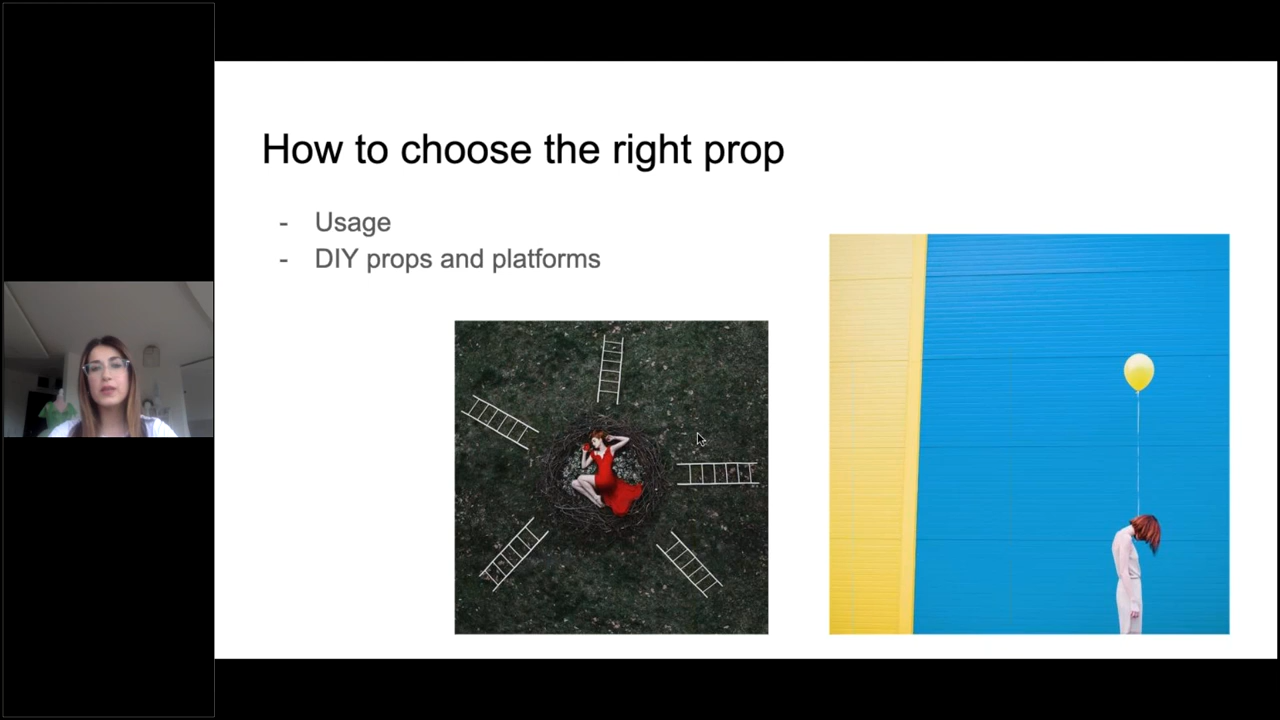 How to choose the right prop
- Usage
- DIY props and platforms